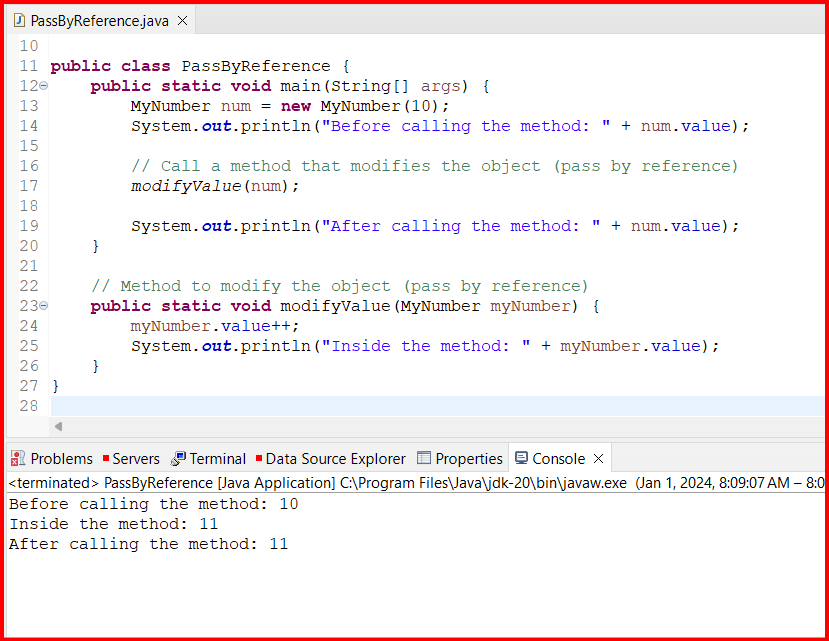 PassByReference.java
10
11 public class PassByReference {
12 public static void main(String[] args) {
13 MyNumber num = new MyNumber(10);
14 System.out.println("Before calling the method: " + num.value);
15
16 // Call a method that modifies the object (pass by reference)
17 modifyValue(num);
18
19 System.out.println("After calling the method: " + num.value);
20 }
21
22 // Method to modify the object (pass by reference)
23 public static void modifyValue(MyNumber myNumber) {
24 myNumber.value++;
25 System.out.println("Inside the method: " + myNumber.value);
26 }
27 }
28
Problems Servers Terminal Data Source Explorer Properties Console
<terminated> PassByReference [Java Application] C:\Program Files\Java\jdk-20\bin\javaw.exe (Jan 1, 2024, 8:09:07 AM – 8:0
Before calling the method: 10
Inside the method: 11
After calling the method: 11